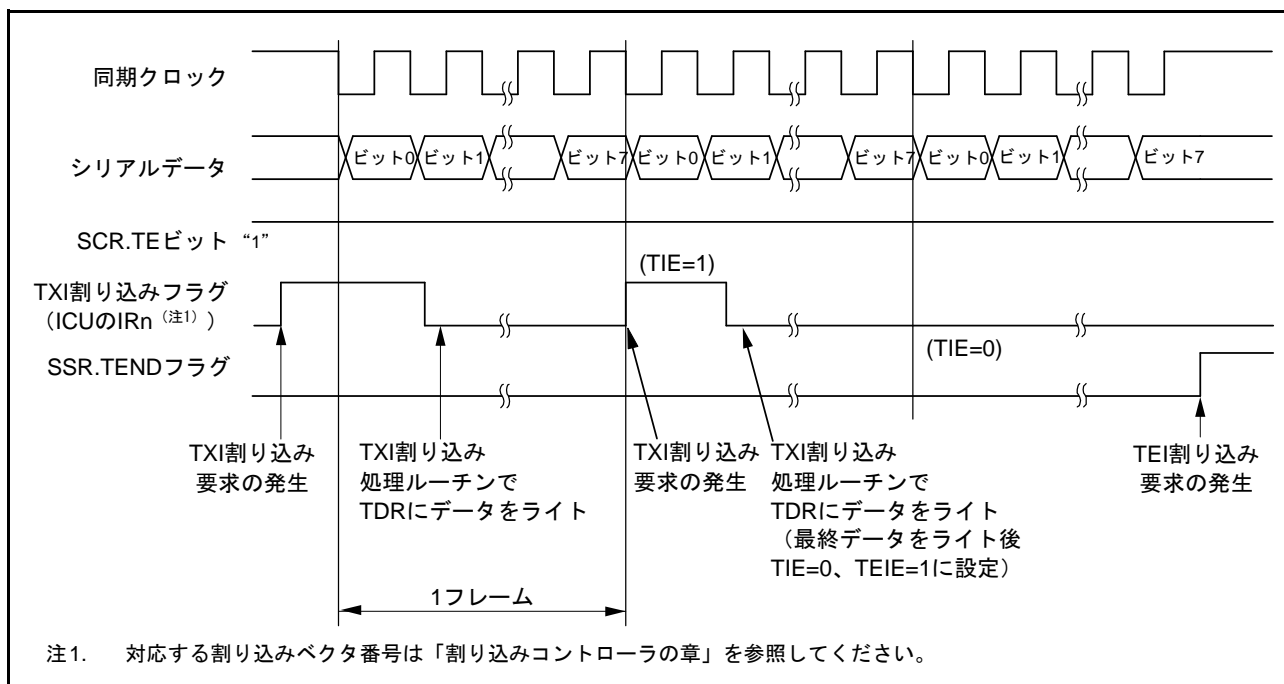 同期クロック
シリアルデータ
ビット0 ビット1 ビット7 ビット0 ビット1 ビット7 ビット0 ビット1 ビット7
SCR.TEビット “1”
(TIE=1)
TXI割り込みフラグ
(ICUのIRn (注1) )
(TIE=0)
SSR.TENDフラグ
TXI割り込み
要求の発生
TXI割り込み
処理ルーチンで
TDRにデータをライト
TXI割り込み
要求の発生
TXI割り込み
処理ルーチンで
TDRにデータをライト
(最終データをライト後
TIE=0、TEIE=1に設定)
TEI割り込み
要求の発生
1フレーム
注1. 対応する割り込みベクタ番号は「割り込みコントローラの章」を参照してください。